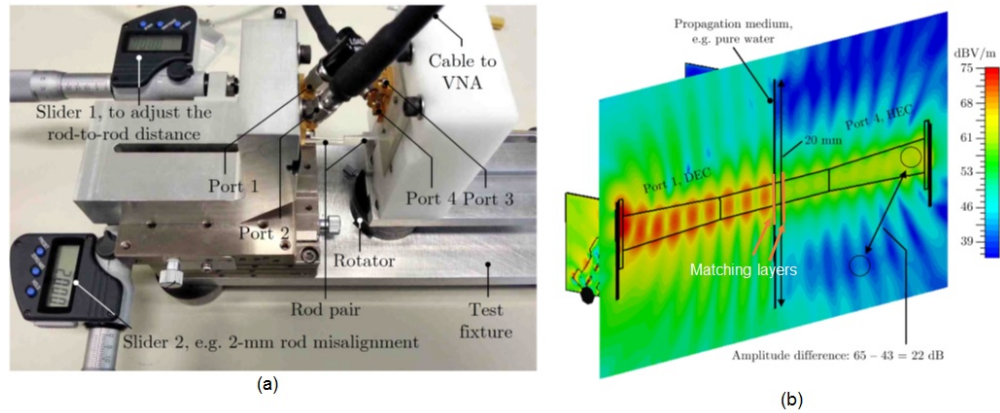 Cable to
VNA
Slider 1, to adjust the
rod-to-rod distance
Port 1
Port 4 Port 3
Port 2
Rotator
Rod pair
Test
fixture
Slider 2, e.g. 2-mm rod misalignment
(a)
Propagation medium,
e.g. pure water
dBV/m
75
68
61
53
46
39
Port 4, HEC
20 mm
Port 1, DEC
Matching layers
Amplitude difference: 65 – 43 = 22 dB
(b)